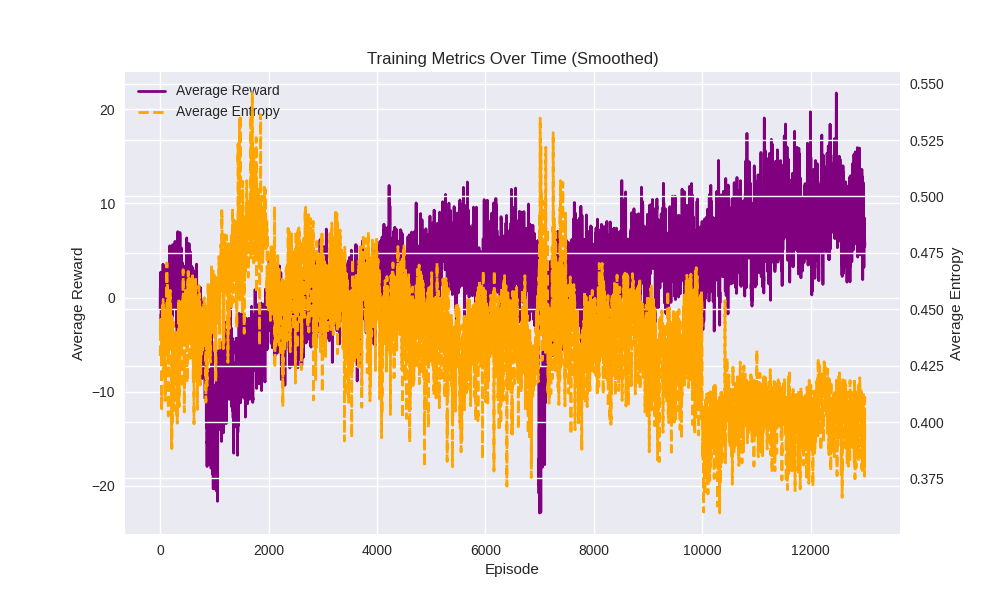 Training Metrics Over Time (Smoothed)
Average Reward
Average Entropy
20
10
0
−10
−20
Average Reward
0.550
0.525
0.500
0.475
0.450
0.425
0.400
0.375
Average Entropy
0 2000 4000 6000 8000 10000 12000
Episode